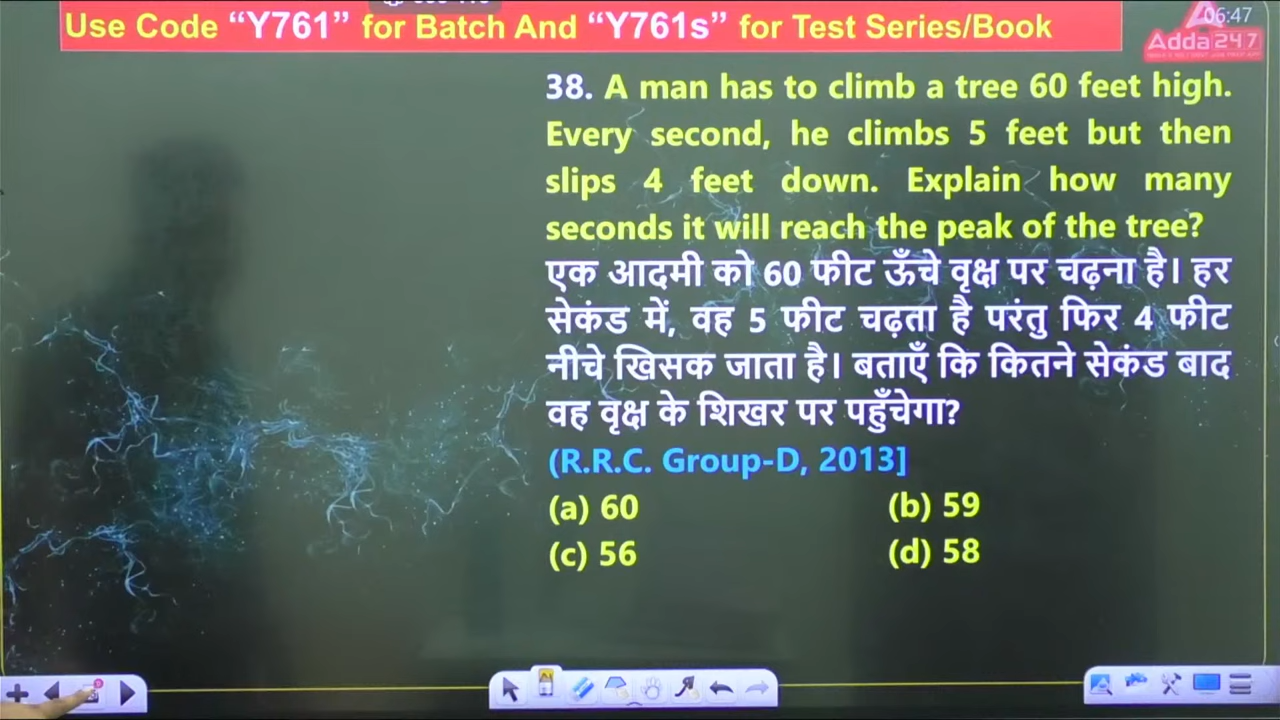 Use Code “Y761” for Batch And “Y761s” for Test Series/Book
06:47
Adda247
38. A man has to climb a tree 60 feet high.
Every second, he climbs 5 feet but then
slips 4 feet down. Explain how many
seconds it will reach the peak of the tree?
एक आदमी को 60 फीट ऊँचे वृक्ष पर चढ़ना है। हर
सेकंड में, वह 5 फीट चढ़ता है परंतु फिर 4 फीट
नीचे खिसक जाता है। बताएँ कि कितने सेकंड बाद
वह वृक्ष के शिखर पर पहुँचेगा?
(R.R.C. Group-D, 2013]
(a) 60 (b) 59
(c) 56 (d) 58